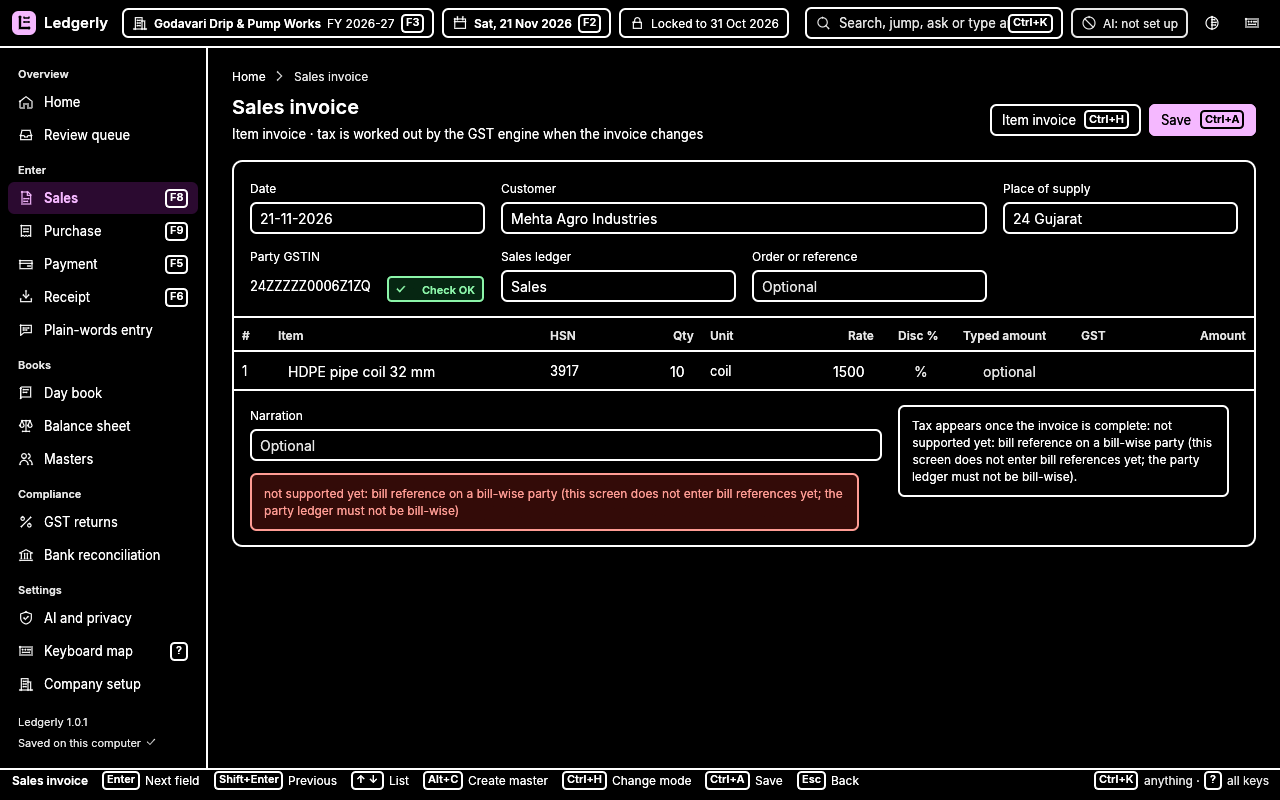 Ledgerly
Godavari Drip & Pump Works FY 2026-27 F3
Sat, 21 Nov 2026 F2
Locked to 31 Oct 2026
Search, jump, ask or type a Ctrl+K
AI: not set up
Overview
Home
Review queue
Enter
Sales F8
Purchase F9
Payment F5
Receipt F6
Plain-words entry
Books
Day book
Balance sheet
Masters
Compliance
GST returns
Bank reconciliation
Settings
AI and privacy
Keyboard map ?
Company setup
Ledgerly 1.0.1
Saved on this computer
Home > Sales invoice
Sales invoice
Item invoice · tax is worked out by the GST engine when the invoice changes
Item invoice Ctrl+H
Save Ctrl+A
Date Customer Place of supply
21-11-2026 Mehta Agro Industries 24 Gujarat
Party GSTIN Sales ledger Order or reference
24ZZZZZ0006Z1ZQ Check OK Sales Optional
# Item HSN Qty Unit Rate Disc % Typed amount GST Amount
1 HDPE pipe coil 32 mm 3917 10 coil 1500 % optional
Narration
Optional
not supported yet: bill reference on a bill-wise party (this screen does not enter bill references yet; the
party ledger must not be bill-wise)
Tax appears once the invoice is complete: not
supported yet: bill reference on a bill-wise party (this
screen does not enter bill references yet; the party
ledger must not be bill-wise).
Sales invoice Enter Next field Shift+Enter Previous ↑ ↓ List Alt+C Create master Ctrl+H Change mode Ctrl+A Save Esc Back Ctrl+K anything · ? all keys